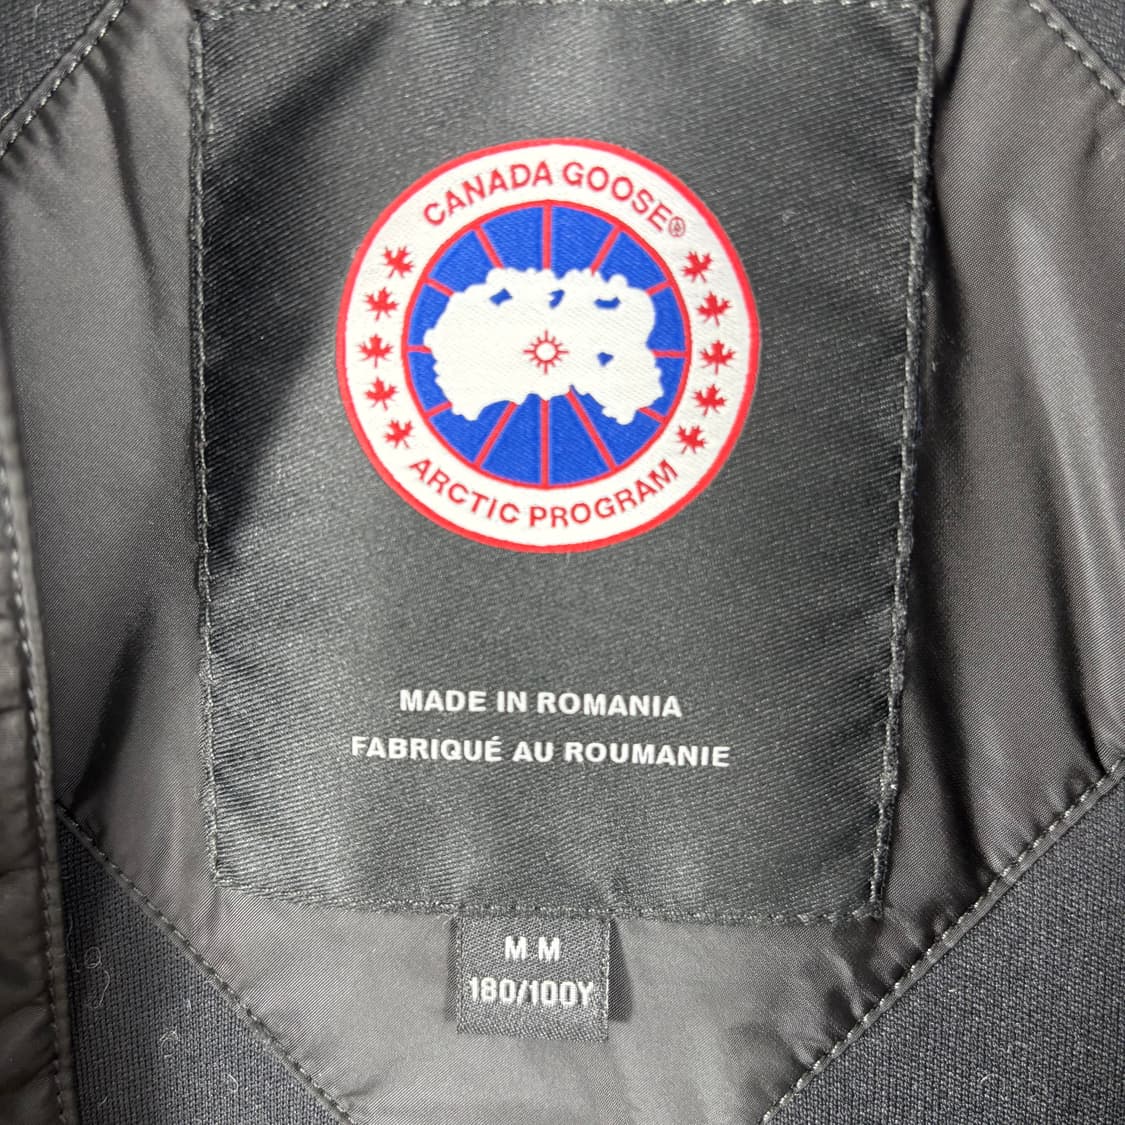 CANADA GOOSE®
ARCTIC PROGRAM
MADE IN ROMANIA
FABRIQUÉ AU ROUMANIE
M M
180/100Y